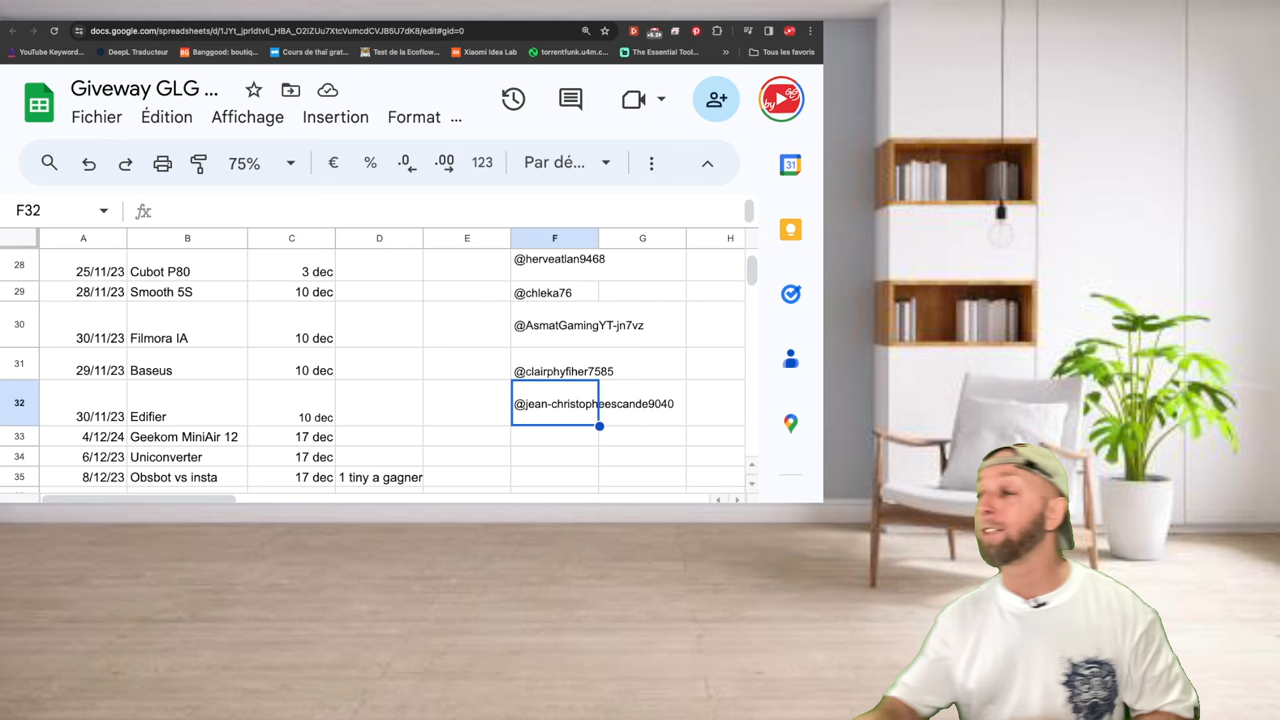 docs.google.com/spreadsheets/d/1JYt_jprldtvli_HBA_O2IZUu7XtcVumcdCVJB5U7dK8/edit#gid=0
YouTube Keyword...
DeepL Traducteur
Banggood: boutiq...
Cours de thaï grat...
Test de la Ecoflow...
Xiaomi Idea Lab
torrentfunk.u4m.c...
The Essential Tool...
»
Tous les favoris
Giveway GLG ...
Fichier Édition Affichage Insertion Format ...
75% € % .0 .00 123 Par dé...
31
by GG
F32 fx
A B C D E F G H
28 25/11/23 Cubot P80 3 dec @herveatlan9468
29 28/11/23 Smooth 5S 10 dec @chleka76
30 30/11/23 Filmora IA 10 dec @AsmatGamingYT-jn7vz
31 29/11/23 Baseus 10 dec @clairphyfiher7585
32 30/11/23 Edifier 10 dec @jean-christopheescande9040
33 4/12/24 Geekom MiniAir 12 17 dec
34 6/12/23 Uniconverter 17 dec
35 8/12/23 Obsbot vs insta 17 dec 1 tiny a gagner